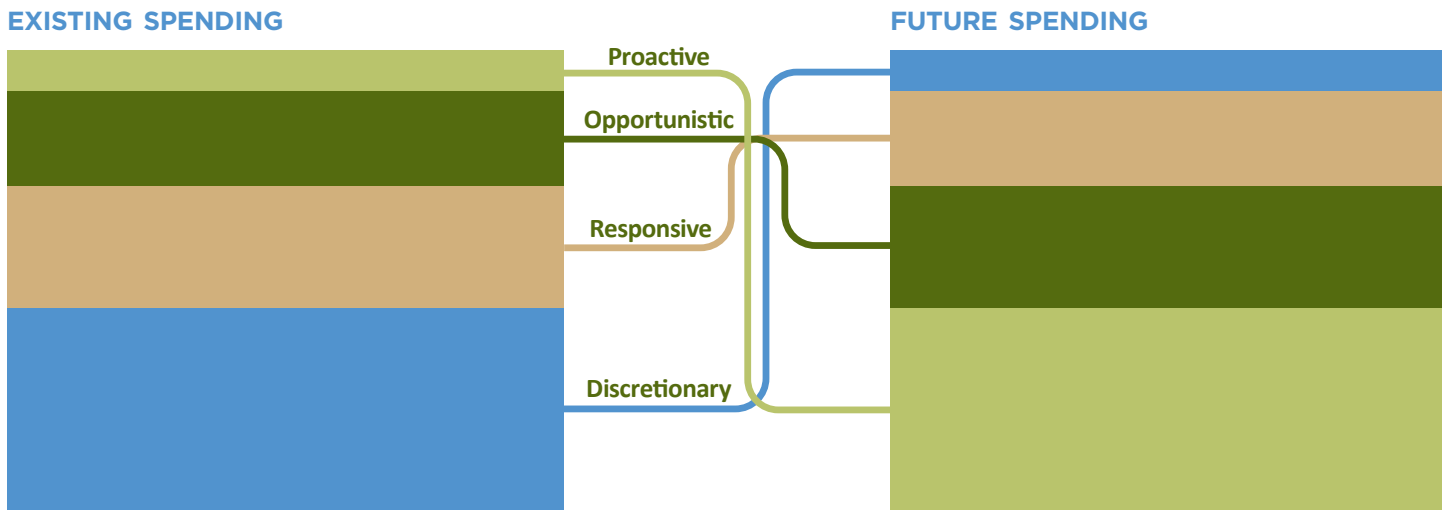 EXISTING SPENDING
FUTURE SPENDING
Proactive
Opportunistic
Responsive
Discretionary